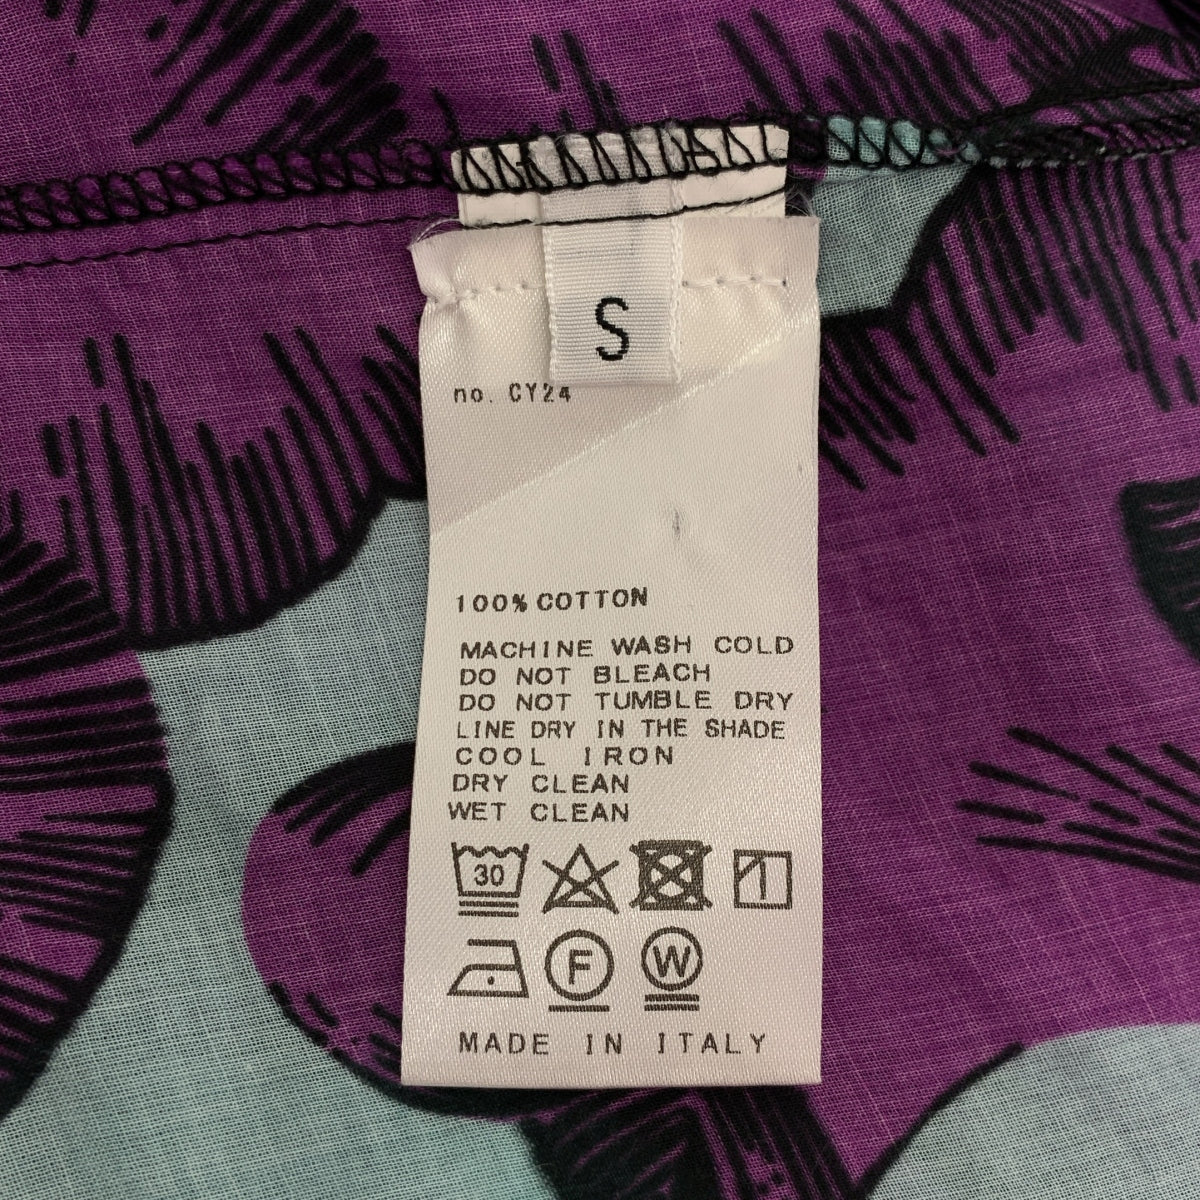 S
no. CY24
100% COTTON
MACHINE WASH COLD
DO NOT BLEACH
DO NOT TUMBLE DRY
LINE DRY IN THE SHADE
COOL IRON
DRY CLEAN
WET CLEAN
30
F W
MADE IN ITALY